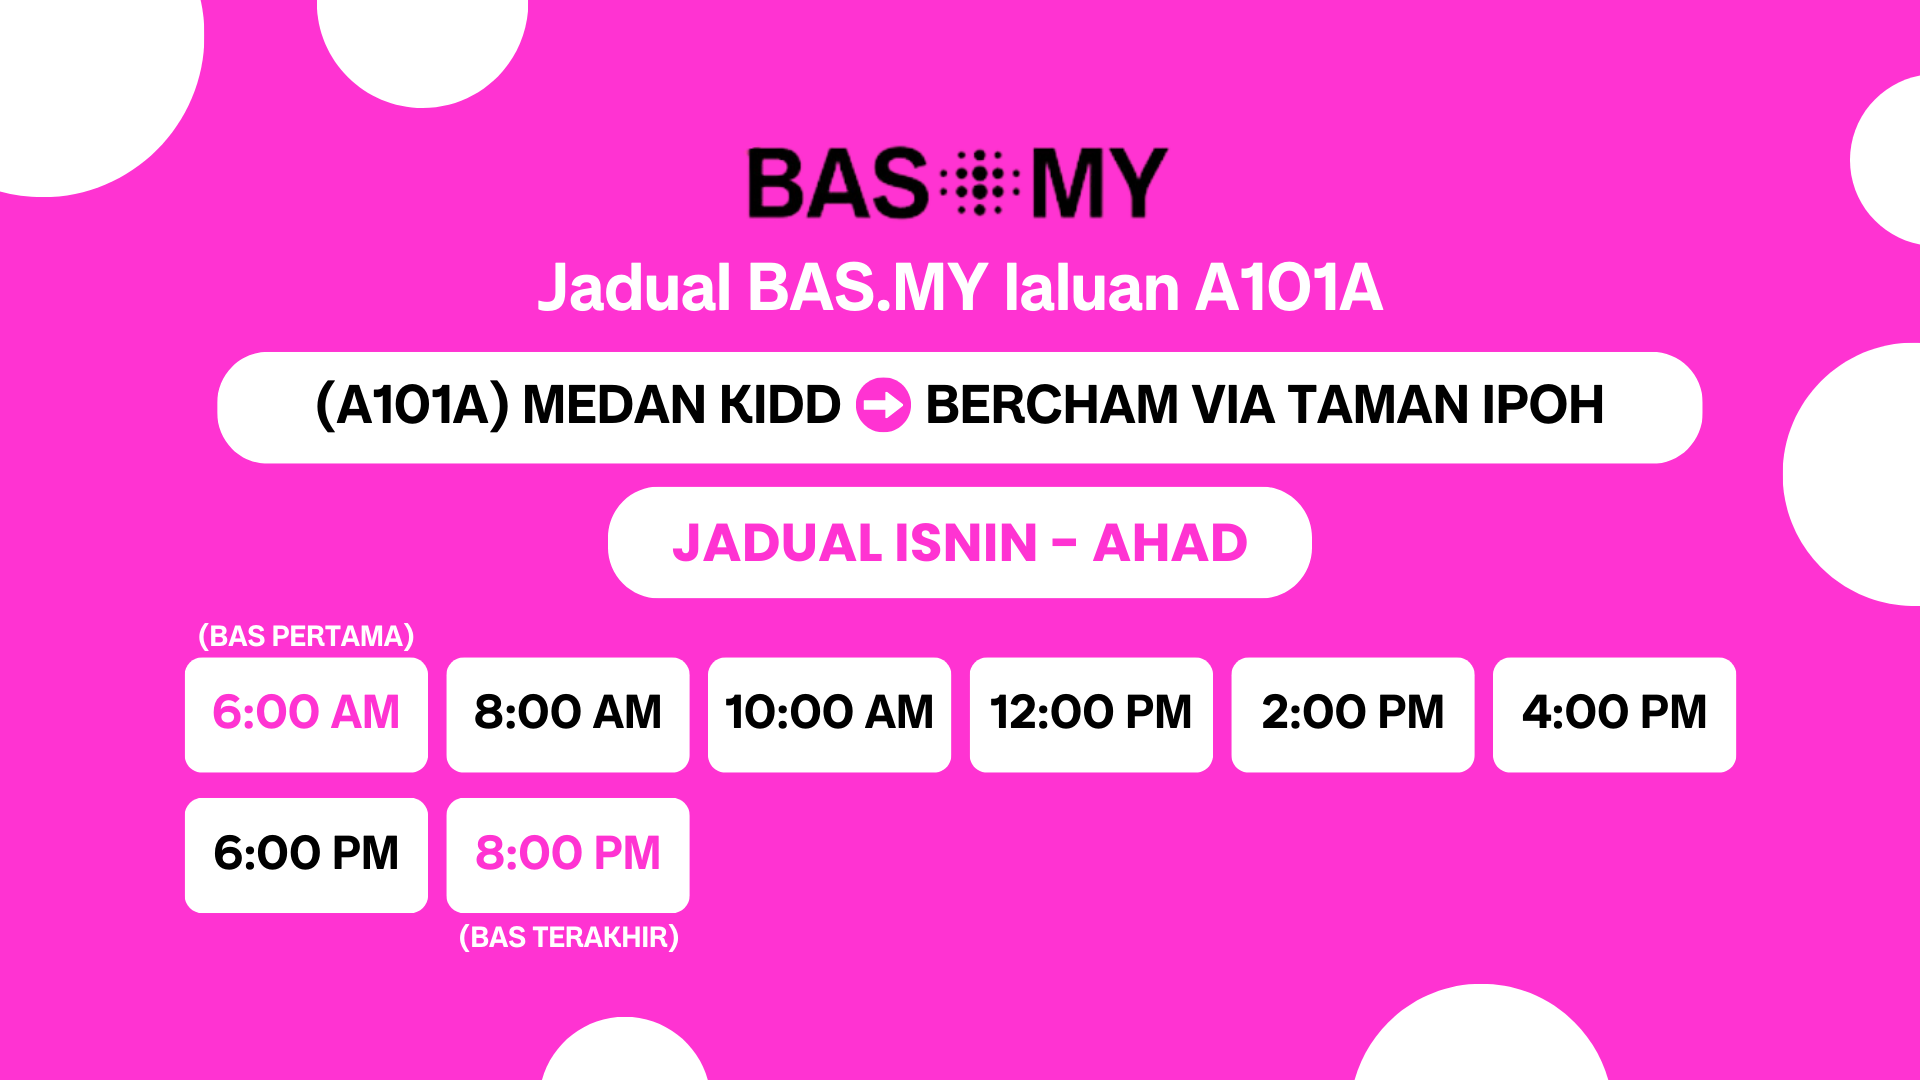 BAS MY
Jadual BAS.MY laluan A101A
(A101A) MEDAN KIDD ➔ BERCHAM VIA TAMAN IPOH
JADUAL ISNIN - AHAD
(BAS PERTAMA)
6:00 AM 8:00 AM 10:00 AM 12:00 PM 2:00 PM 4:00 PM
6:00 PM 8:00 PM
(BAS TERAKHIR)